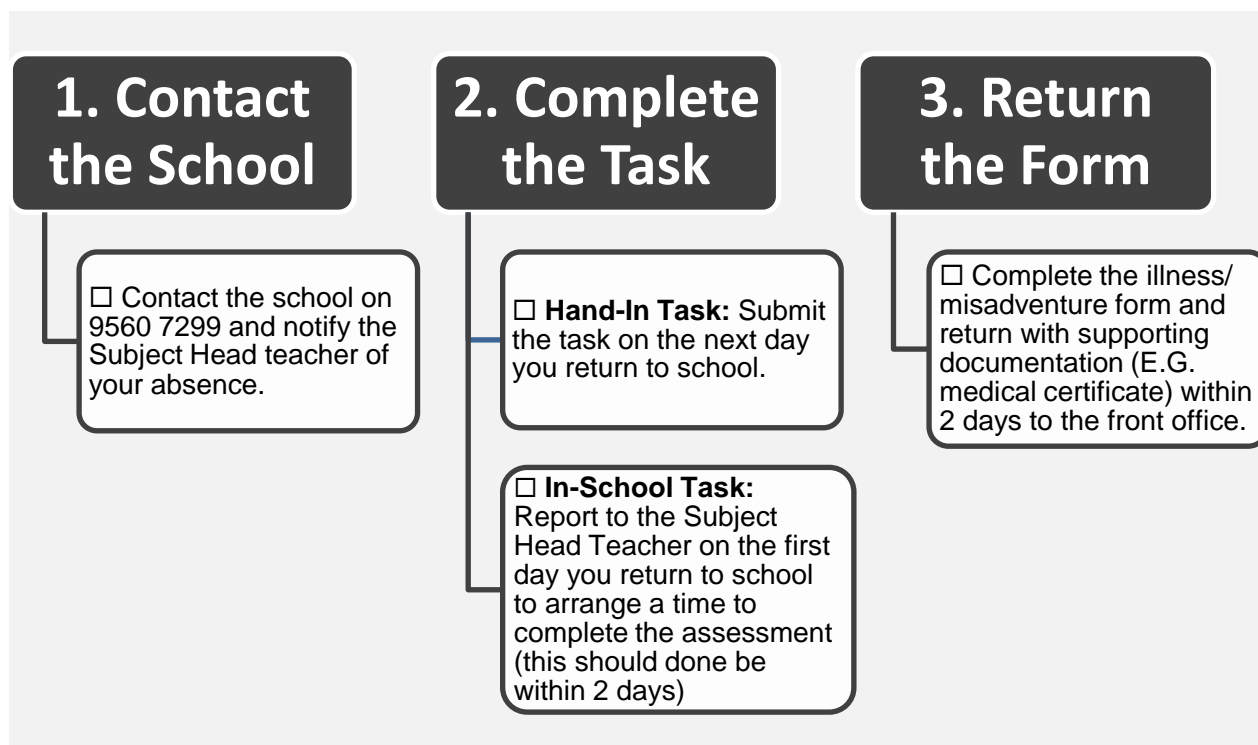 1. Contact
the School
☐ Contact the school on
9560 7299 and notify the
Subject Head teacher of
your absence.
2. Complete
the Task
☐ Hand-In Task: Submit
the task on the next day
you return to school.
☐ In-School Task:
Report to the Subject
Head Teacher on the first
day you return to school
to arrange a time to
complete the assessment
(this should done be
within 2 days)
3. Return
the Form
☐ Complete the illness/
misadventure form and
return with supporting
documentation (E.G.
medical certificate) within
2 days to the front office.